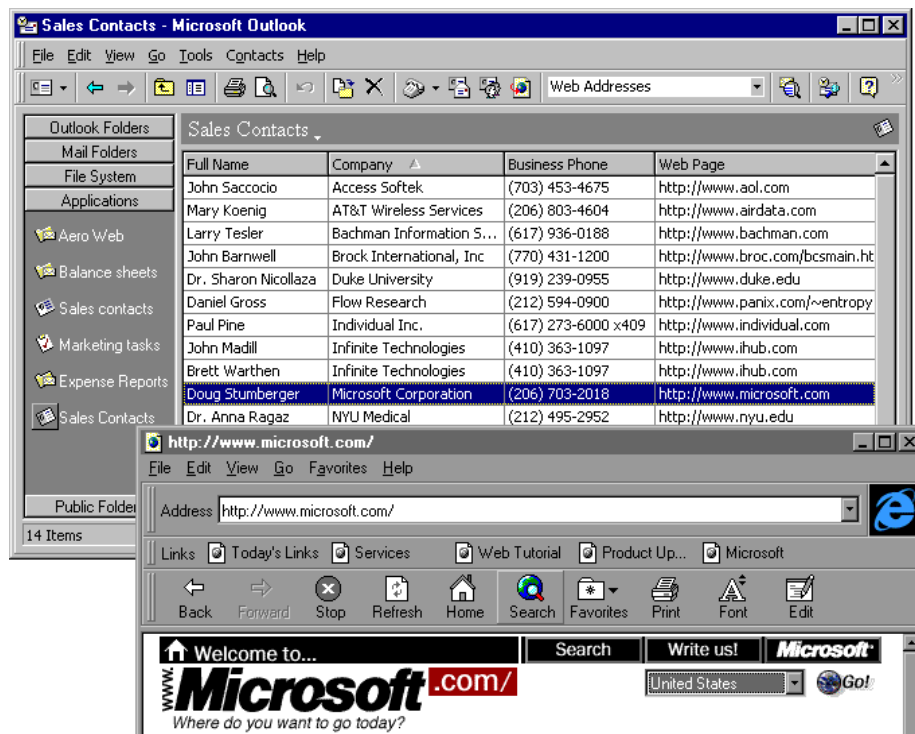 Sales Contacts - Microsoft Outlook
File Edit View Go Tools Contacts Help
Web Addresses
Outlook Folders
Mail Folders
File System
Applications
Aero Web
Balance sheets
Sales contacts
Marketing tasks
Expense Reports
Sales Contacts
Public Folder
14 Items
Sales Contacts
Full Name Company Business Phone Web Page
John Saccocio Access Softek (703) 453-4675 http://www.aol.com
Mary Koenig AT&T Wireless Services (206) 803-4604 http://www.airdata.com
Larry Tesler Bachman Information S... (617) 936-0188 http://www.bachman.com
John Barnwell Brock International, Inc (770) 431-1200 http://www.broc.com/bcsmain.ht
Dr. Sharon Nicollaza Duke University (919) 239-0955 http://www.duke.edu
Daniel Gross Flow Research (212) 594-0900 http://www.panix.com/~entropy
Paul Pine Individual Inc. (617) 273-6000 x409 http://www.individual.com
John Madill Infinite Technologies (410) 363-1097 http://www.ihub.com
Brett Warthen Infinite Technologies (410) 363-1097 http://www.ihub.com
Doug Stumberger Microsoft Corporation (206) 703-2018 http://www.microsoft.com
Dr. Anna Ragaz NYU Medical (212) 495-2952 http://www.nyu.edu
http://www.microsoft.com/
File Edit View Go Favorites Help
Address http://www.microsoft.com/
Links Today's Links Services Web Tutorial Product Up... Microsoft
Back Forward Stop Refresh Home Search Favorites Print Font Edit
Welcome to... Search Write us! Microsoft
www.Microsoft.com/
United States Go!
Where do you want to go today?